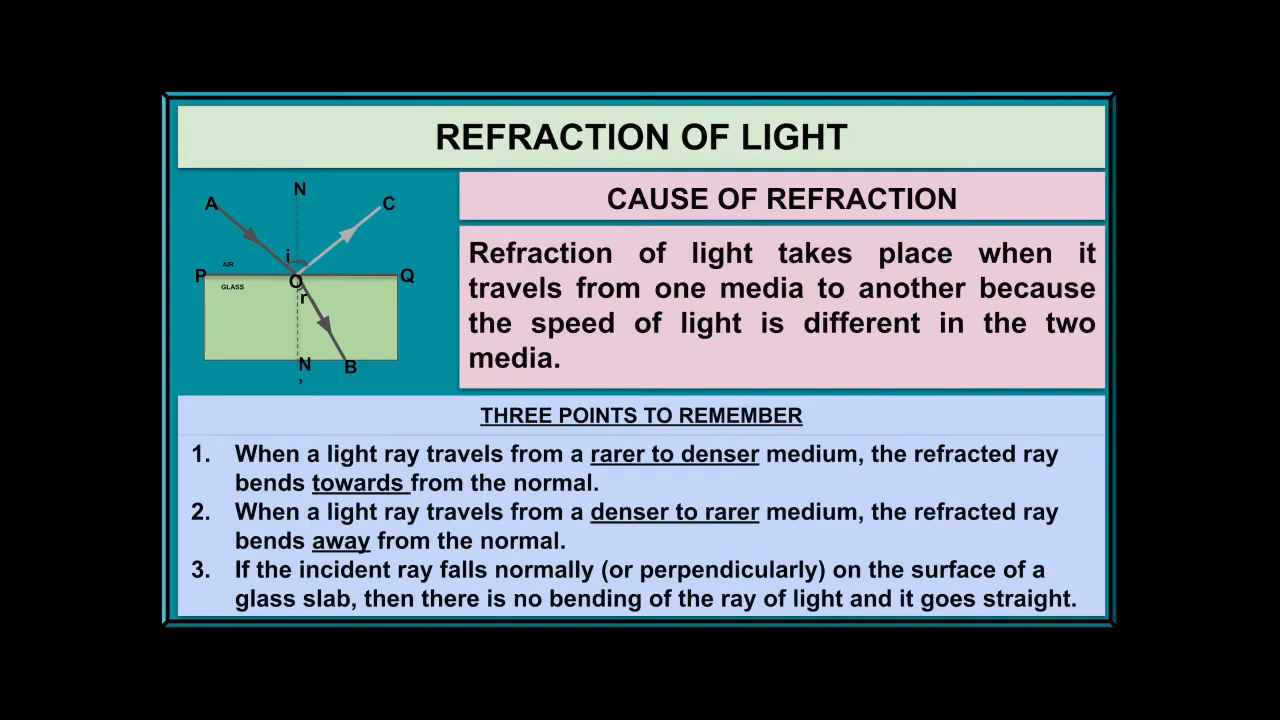 REFRACTION OF LIGHT
N
A
C
i
AIR
P
O
Q
GLASS
r
N
,
B
CAUSE OF REFRACTION
Refraction of light takes place when it
travels from one media to another because
the speed of light is different in the two
media.
THREE POINTS TO REMEMBER
1. When a light ray travels from a rarer to denser medium, the refracted ray
bends towards from the normal.
2. When a light ray travels from a denser to rarer medium, the refracted ray
bends away from the normal.
3. If the incident ray falls normally (or perpendicularly) on the surface of a
glass slab, then there is no bending of the ray of light and it goes straight.